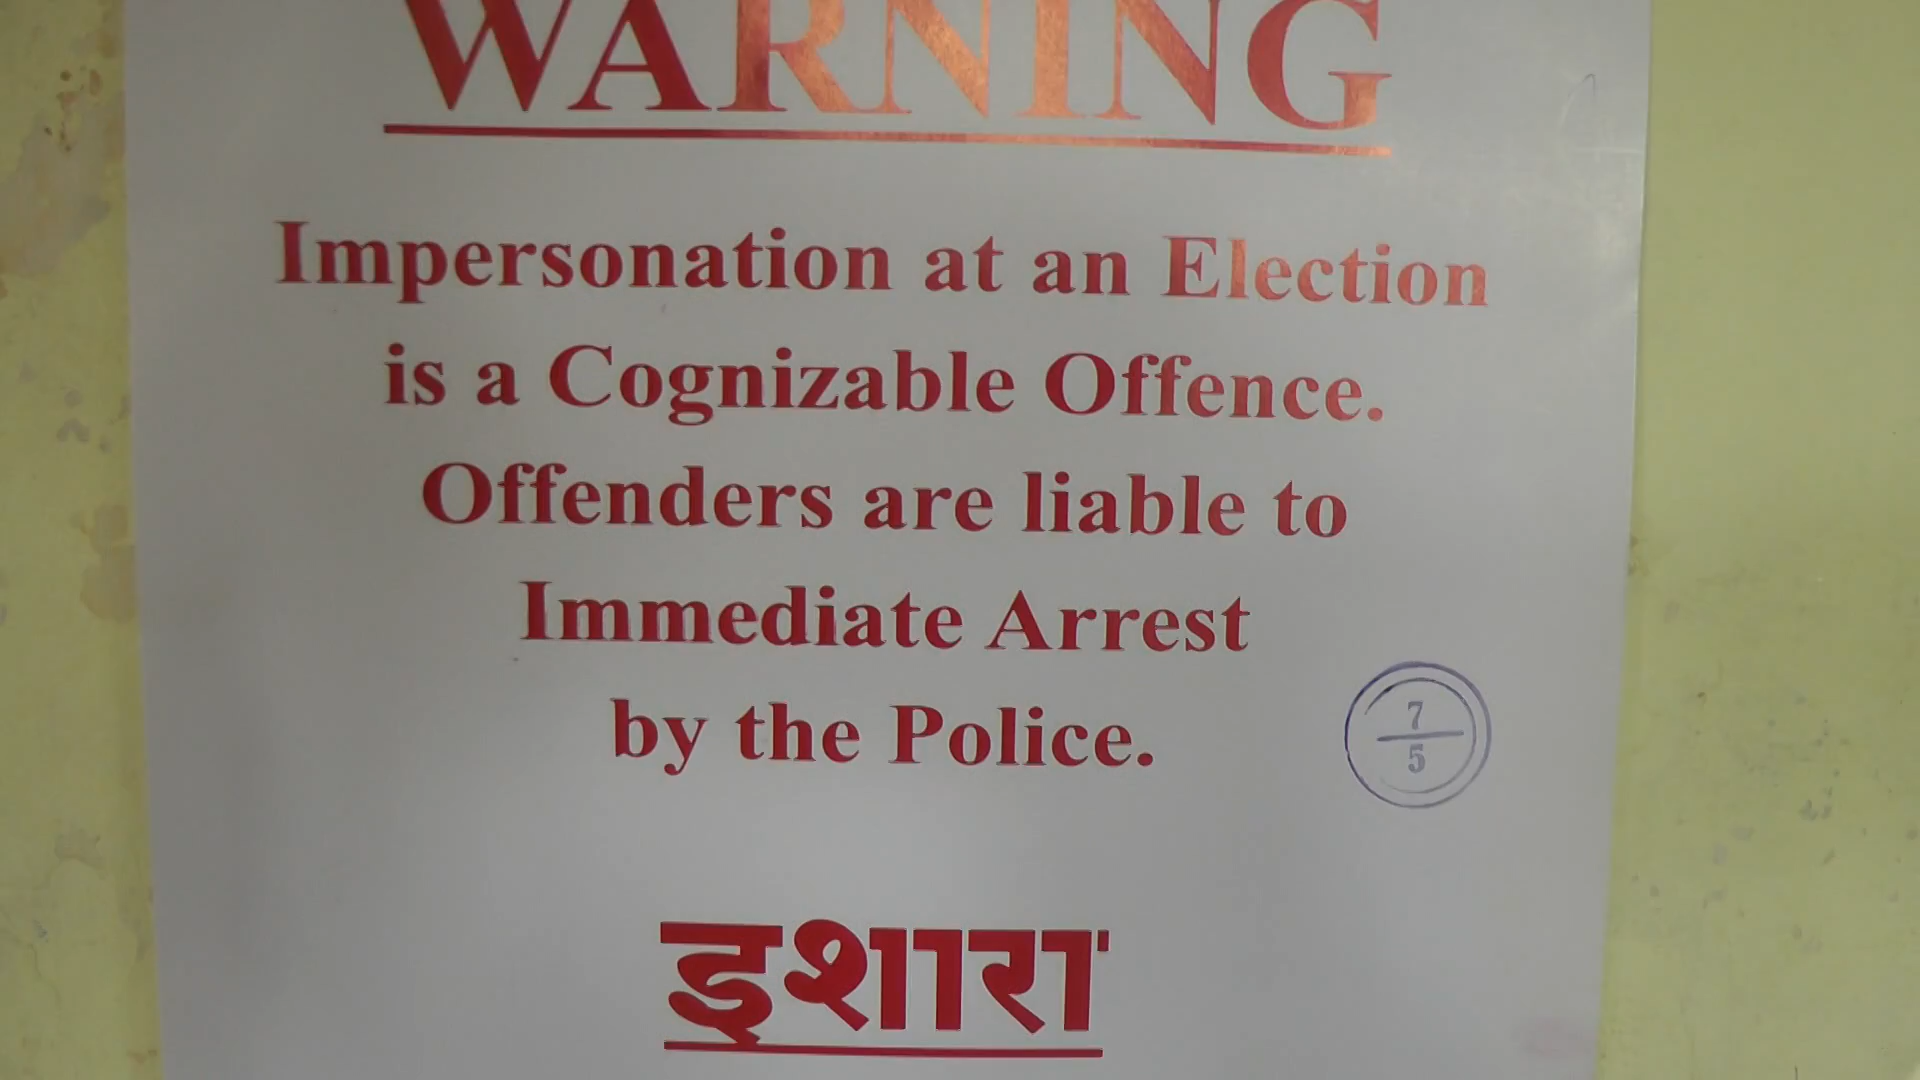 WARNING
Impersonation at an Election
is a Cognizable Offence.
Offenders are liable to
Immediate Arrest
by the Police.
7
5
इशारा